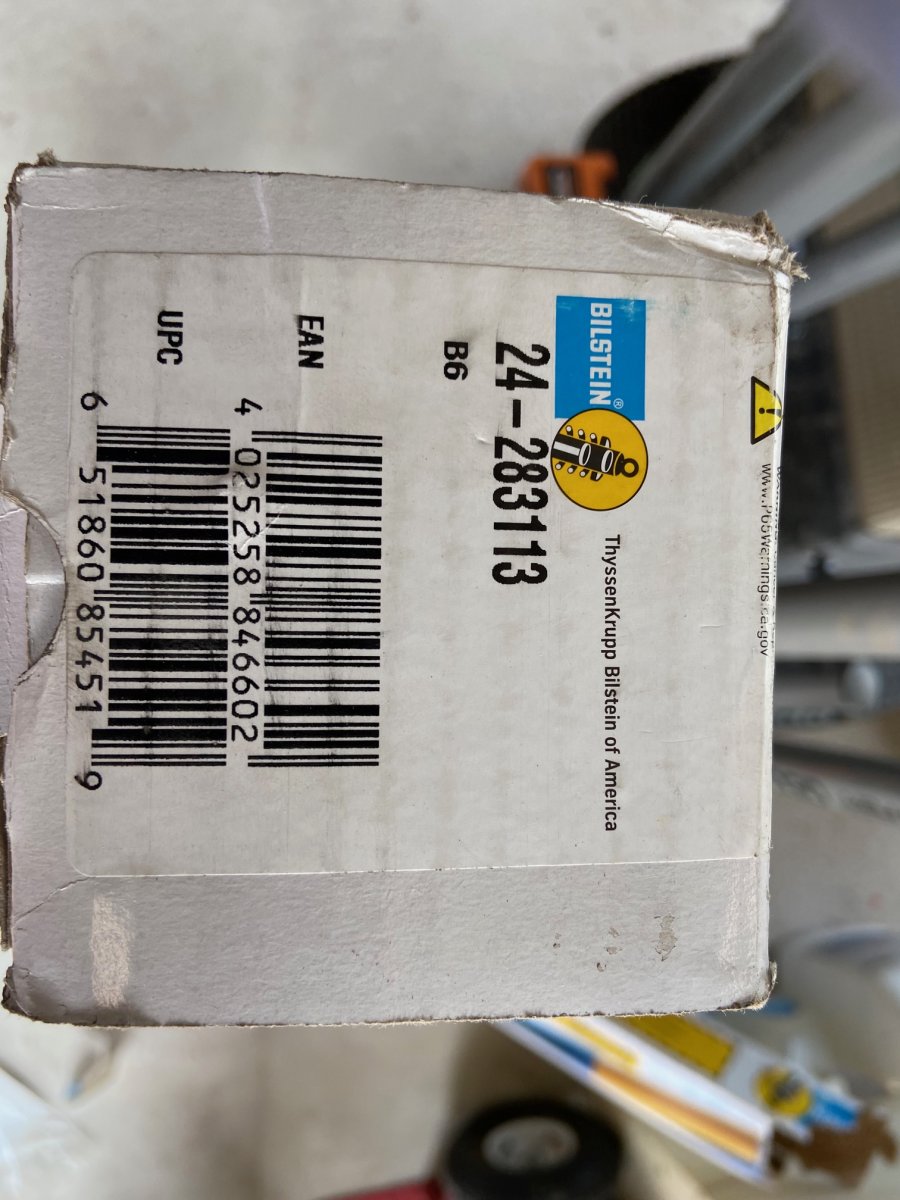 www.P65Warnings.ca.gov
BILSTEIN®
ThyssenKrupp Bilstein of America
24-283113
B6
EAN
4 025258 846602
UPC
6 51860 85451 9